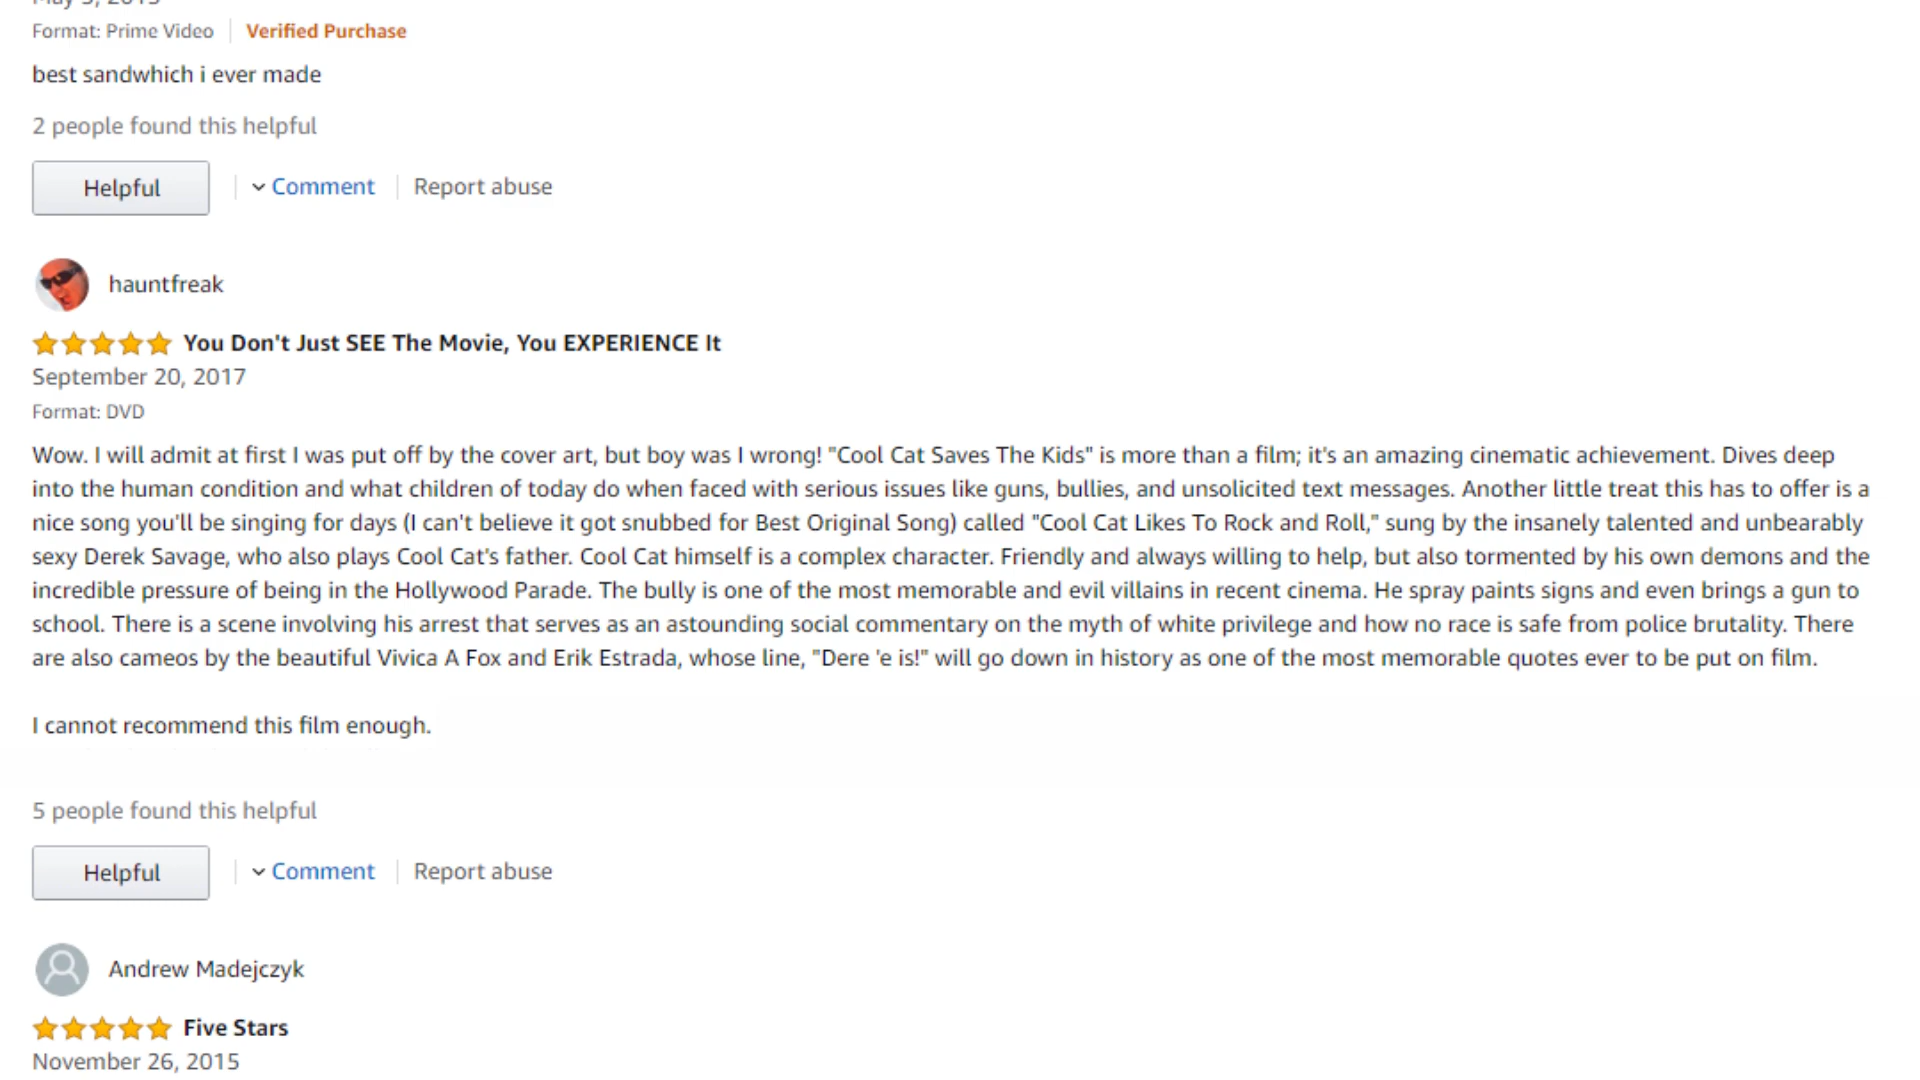 May 5, 2015
Format: Prime Video Verified Purchase
best sandwhich i ever made
2 people found this helpful
Helpful Comment Report abuse
hauntfreak
You Don't Just SEE The Movie, You EXPERIENCE It
September 20, 2017
Format: DVD
Wow. I will admit at first I was put off by the cover art, but boy was I wrong! "Cool Cat Saves The Kids" is more than a film; it's an amazing cinematic achievement. Dives deep
into the human condition and what children of today do when faced with serious issues like guns, bullies, and unsolicited text messages. Another little treat this has to offer is a
nice song you'll be singing for days (I can't believe it got snubbed for Best Original Song) called "Cool Cat Likes To Rock and Roll," sung by the insanely talented and unbearably
sexy Derek Savage, who also plays Cool Cat's father. Cool Cat himself is a complex character. Friendly and always willing to help, but also tormented by his own demons and the
incredible pressure of being in the Hollywood Parade. The bully is one of the most memorable and evil villains in recent cinema. He spray paints signs and even brings a gun to
school. There is a scene involving his arrest that serves as an astounding social commentary on the myth of white privilege and how no race is safe from police brutality. There
are also cameos by the beautiful Vivica A Fox and Erik Estrada, whose line, "Dere 'e is!" will go down in history as one of the most memorable quotes ever to be put on film.
I cannot recommend this film enough.
5 people found this helpful
Helpful Comment Report abuse
Andrew Madejczyk
Five Stars
November 26, 2015